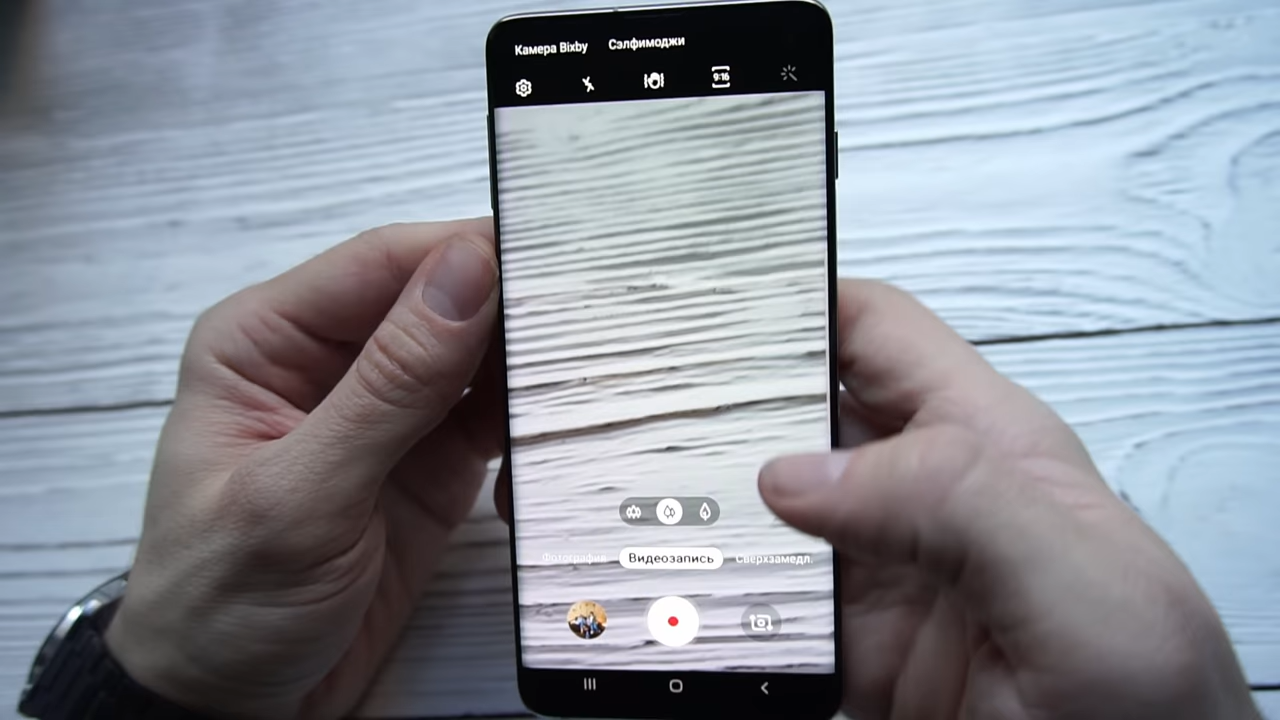 Камера Bixby Сэлфимоджи
9:16
Фотография Видеозапись Сверхзамедл.